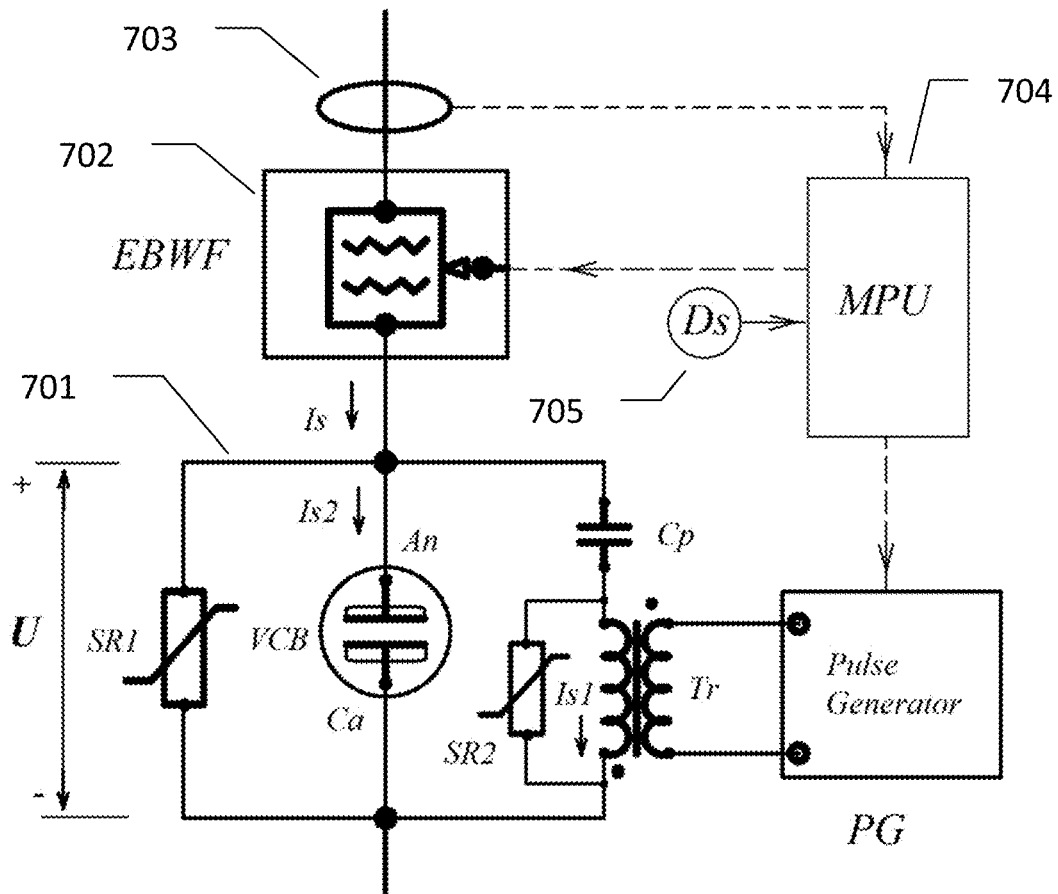 703
704
702
EBWF
MPU
Ds
701
705
Is
+
Is2
An
Cp
U
SR1
VCB
Is1
Tr
Pulse
Generator
Ca
SR2
-
PG